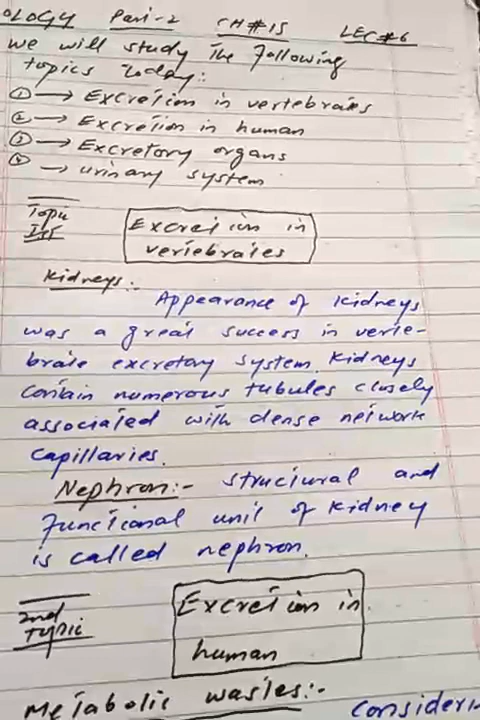 OLOGY Part-2 CH#15 LEC#6
we will study The following
topics today:
① → Excretion in vertebrates
② → Excretion in human
③ → Excretory organs
④ → urinary system
Topic
Ist
Excretion in
vertebrates
Kidneys:-
Appearance of kidneys
was a great success in verte-
brate excretory system. Kidneys
contain numerous tubules closely
associated with dense network
capillaries.
Nephron:- structural and
functional unit of kidney
is called nephron.
2nd
Typic
Excretion in
human
Metabolic wastes:- considerin